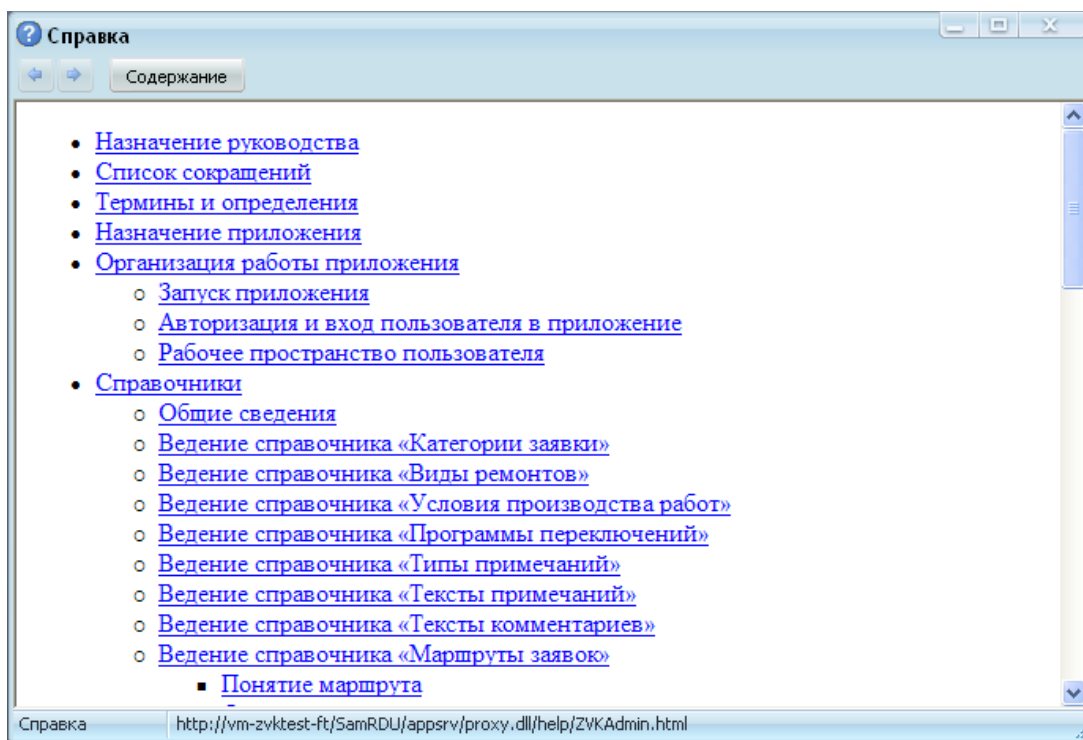 Справка
Содержание
Назначение руководства
Список сокращений
Термины и определения
Назначение приложения
Организация работы приложения
Запуск приложения
Авторизация и вход пользователя в приложение
Рабочее пространство пользователя
Справочники
Общие сведения
Ведение справочника «Категории заявки»
Ведение справочника «Виды ремонтов»
Ведение справочника «Условия производства работ»
Ведение справочника «Программы переключений»
Ведение справочника «Типы примечаний»
Ведение справочника «Тексты примечаний»
Ведение справочника «Тексты комментариев»
Ведение справочника «Маршруты заявок»
Понятие маршрута
Справка http://vm-zvktest-ft/SamRDU/appsrv/proxy.dll/help/ZVKAdmin.html